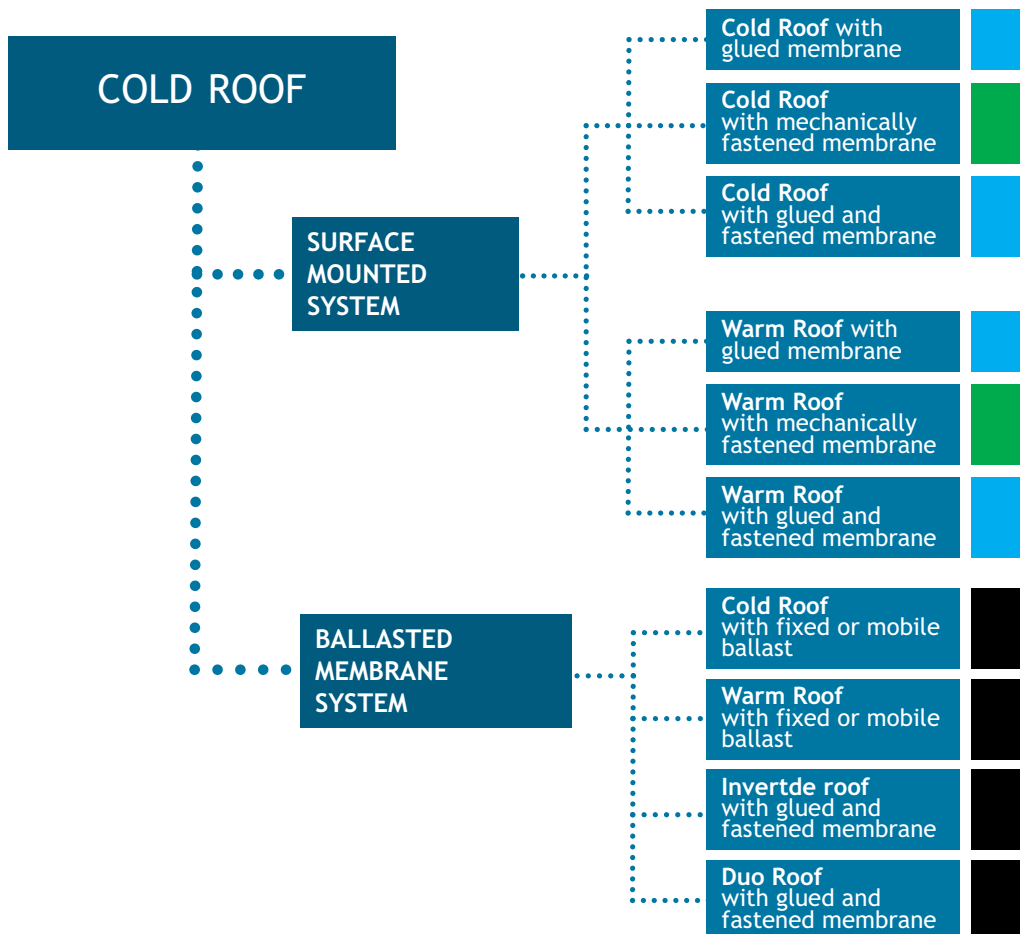 COLD ROOF
SURFACE
MOUNTED
SYSTEM
Cold Roof with
glued membrane
Cold Roof
with mechanically
fastened membrane
Cold Roof
with glued and
fastened membrane
Warm Roof with
glued membrane
Warm Roof
with mechanically
fastened membrane
Warm Roof
with glued and
fastened membrane
BALLASTED
MEMBRANE
SYSTEM
Cold Roof
with fixed or mobile
ballast
Warm Roof
with fixed or mobile
ballast
Invertde roof
with glued and
fastened membrane
Duo Roof
with glued and
fastened membrane